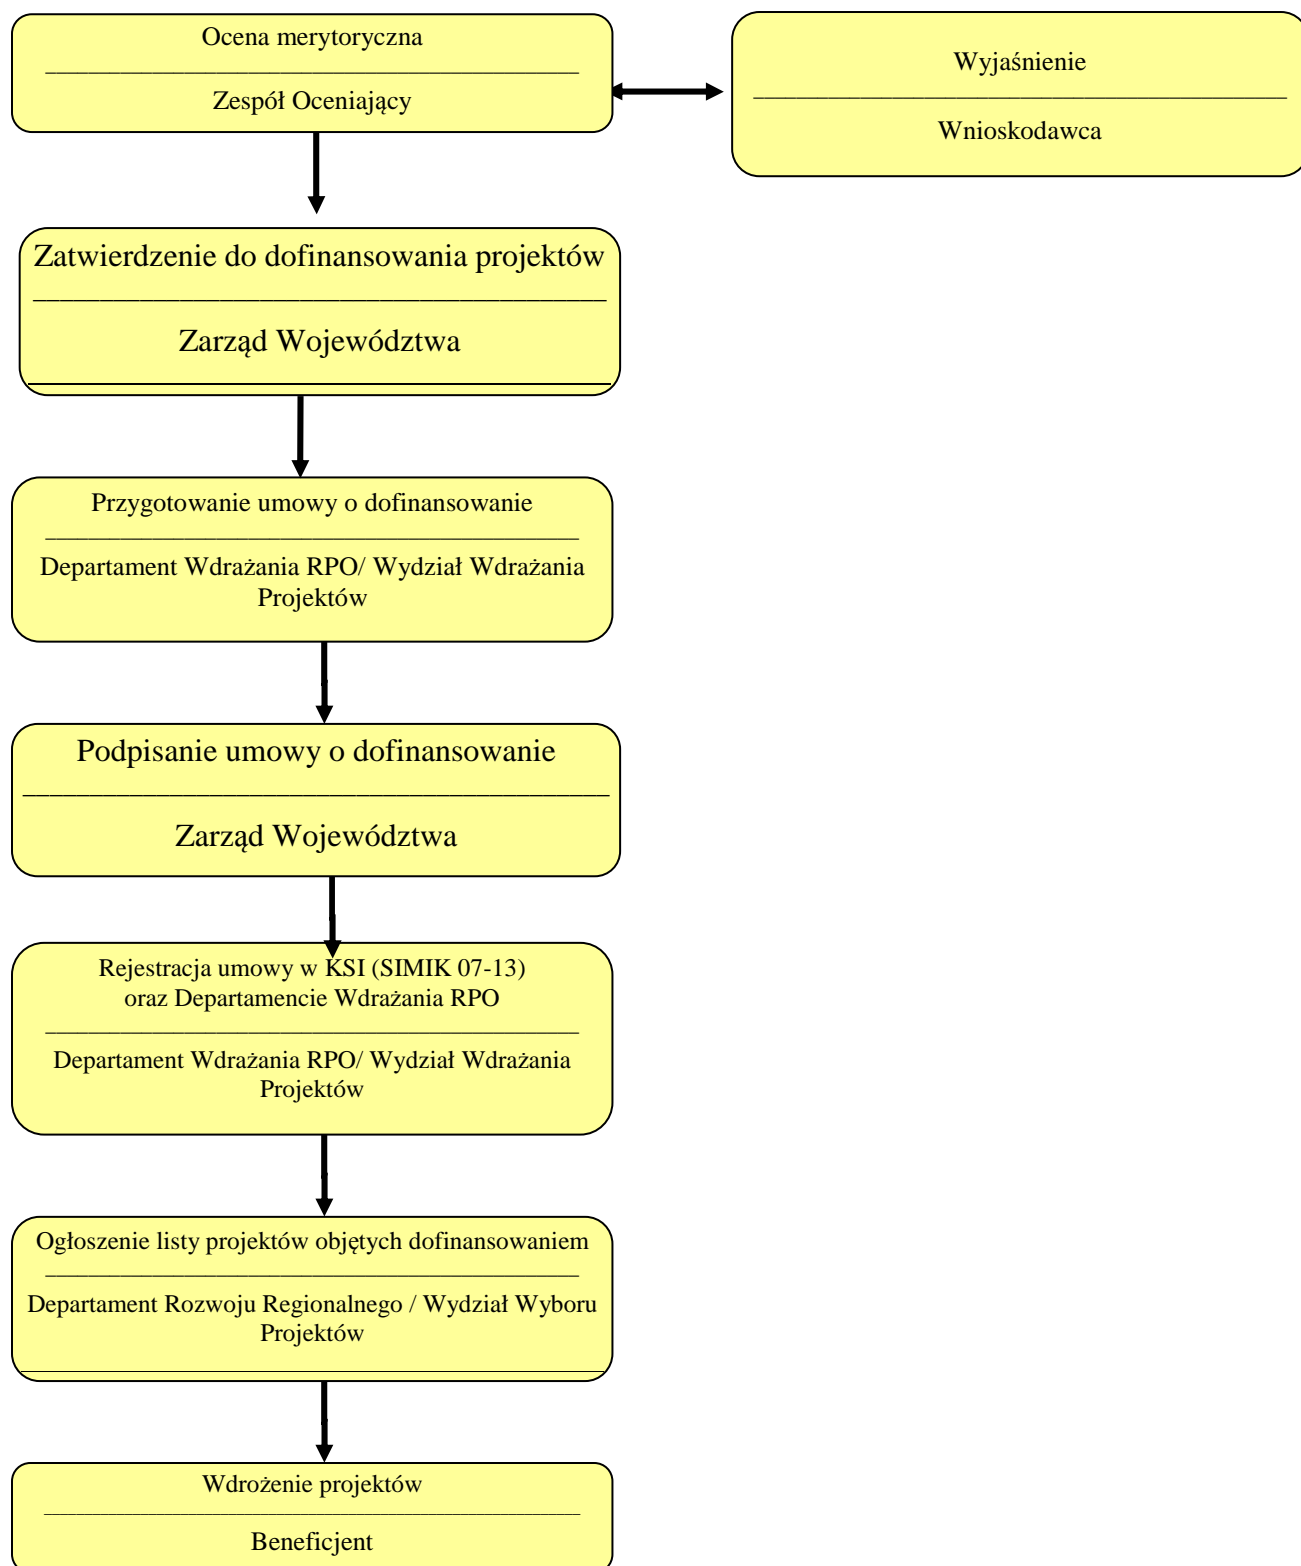 Ocena merytoryczna
Zespół Oceniający
Wyjaśnienie
Wnioskodawca
Zatwierdzenie do dofinansowania projektów
Zarząd Województwa
Przygotowanie umowy o dofinansowanie
Departament Wdrażania RPO/ Wydział Wdrażania
Projektów
Podpisanie umowy o dofinansowanie
Zarząd Województwa
Rejestracja umowy w KSI (SIMIK 07-13)
oraz Departamencie Wdrażania RPO
Departament Wdrażania RPO/ Wydział Wdrażania
Projektów
Ogłoszenie listy projektów objętych dofinansowaniem
Departament Rozwoju Regionalnego / Wydział Wyboru
Projektów
Wdrożenie projektów
Beneficjent